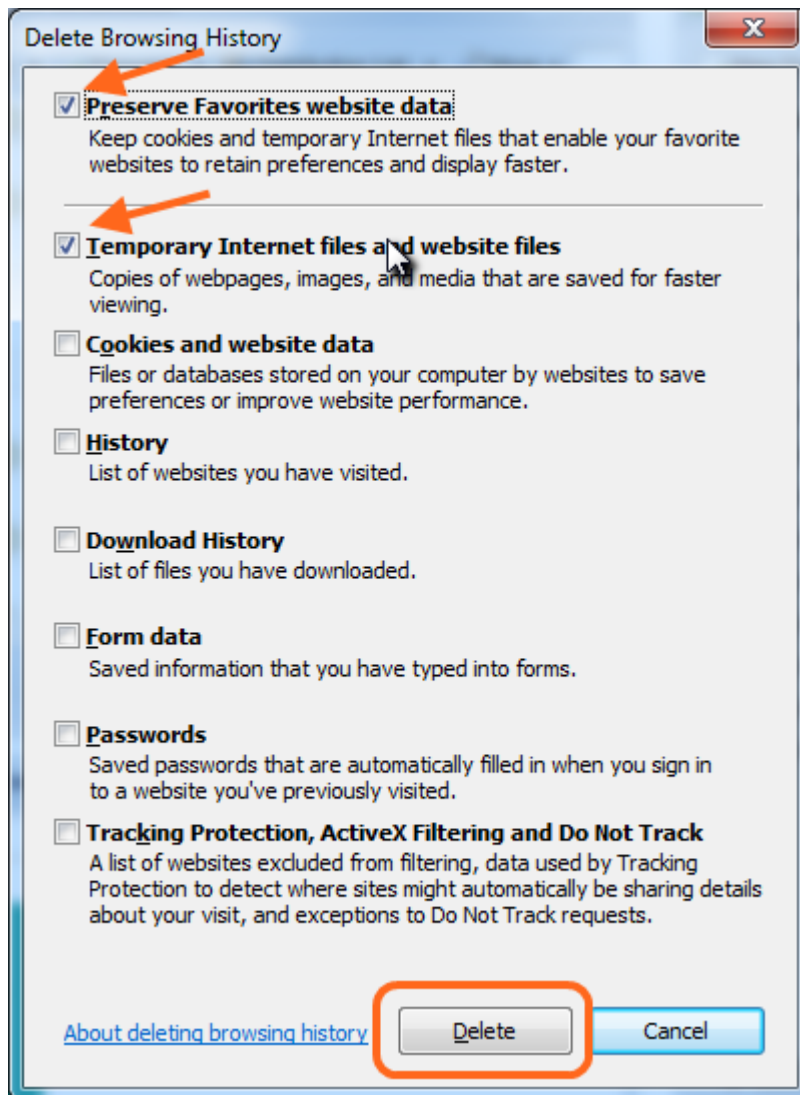 Delete Browsing History
Preserve Favorites website data
Keep cookies and temporary Internet files that enable your favorite
websites to retain preferences and display faster.
Temporary Internet files and website files
Copies of webpages, images, and media that are saved for faster
viewing.
Cookies and website data
Files or databases stored on your computer by websites to save
preferences or improve website performance.
History
List of websites you have visited.
Download History
List of files you have downloaded.
Form data
Saved information that you have typed into forms.
Passwords
Saved passwords that are automatically filled in when you sign in
to a website you've previously visited.
Tracking Protection, ActiveX Filtering and Do Not Track
A list of websites excluded from filtering, data used by Tracking
Protection to detect where sites might automatically be sharing details
about your visit, and exceptions to Do Not Track requests.
About deleting browsing history
Delete
Cancel